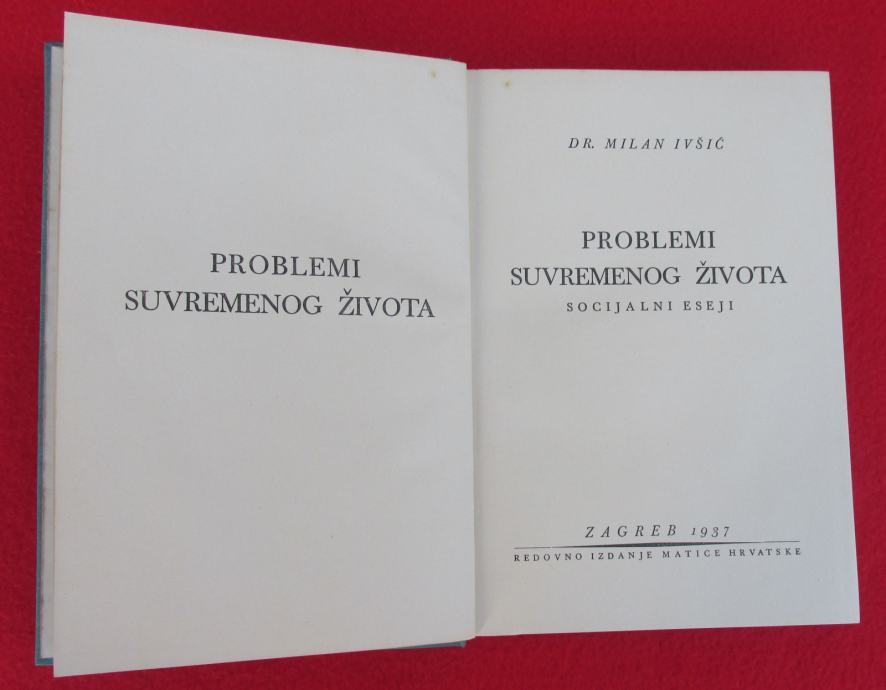 PROBLEMI
SUVREMENOG ŽIVOTA
DR. MILAN IVŠIĆ
PROBLEMI
SUVREMENOG ŽIVOTA
SOCIJALNI ESEJI
ZAGREB 1937
REDOVNO IZDANJE MATICE HRVATSKE